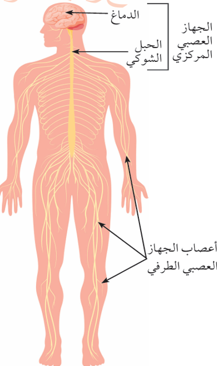 الدماغ
الجهاز
العصبي
المركزي
الحبل
الشوكي
أعصاب الجهاز
العصبي الطرفي